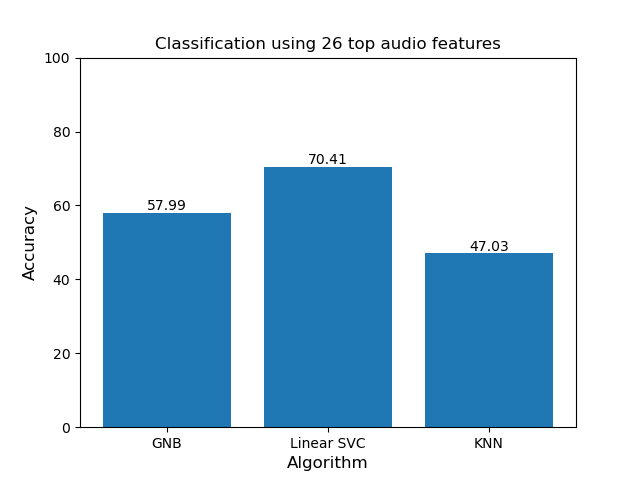 Classification using 26 top audio features
100
80
60
40
20
0
Accuracy
57.99
70.41
47.03
GNB
Linear SVC
KNN
Algorithm